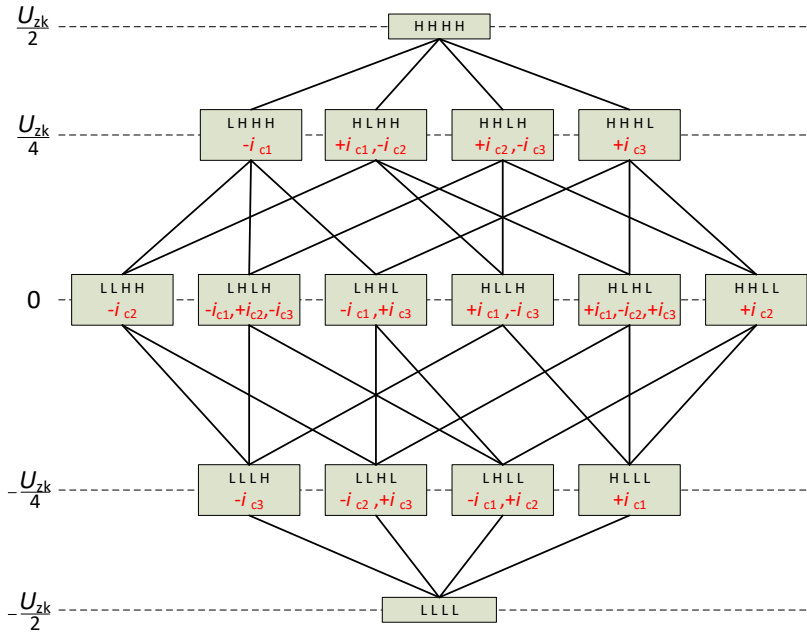 U_zk/2
H H H H
U_zk/4
L H H H
-i c1
H L H H
+i c1,-i c2
H H L H
+i c2,-i c3
H H H L
+i c3
0
L L H H
-i c2
L H L H
-i c1,+i c2,-i c3
L H H L
-i c1,+i c3
H L L H
+i c1,-i c3
H L H L
+i c1,-i c2,+i c3
H H L L
+i c2
-U_zk/4
L L L H
-i c3
L L H L
-i c2,+i c3
L H L L
-i c1,+i c2
H L L L
+i c1
-U_zk/2
L L L L